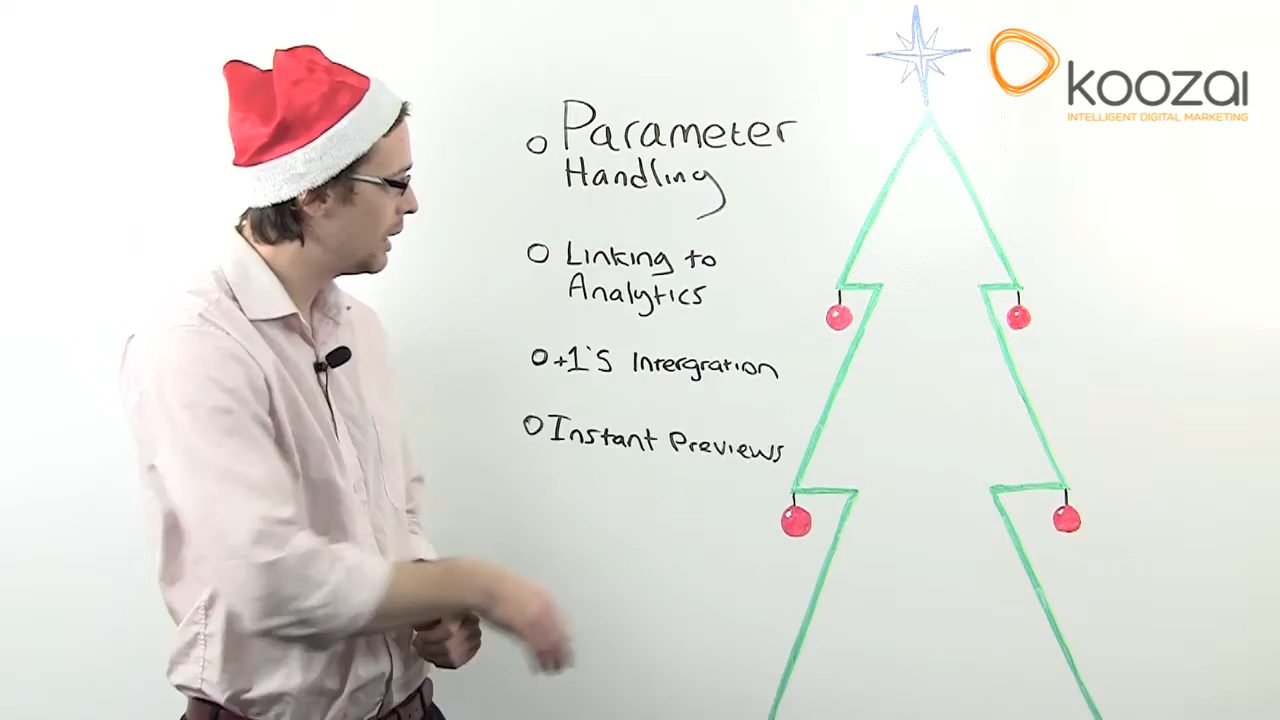 Parameter
Handling
Linking to
Analytics
+1's Intergration
Instant Previews
koozai
INTELLIGENT DIGITAL MARKETING